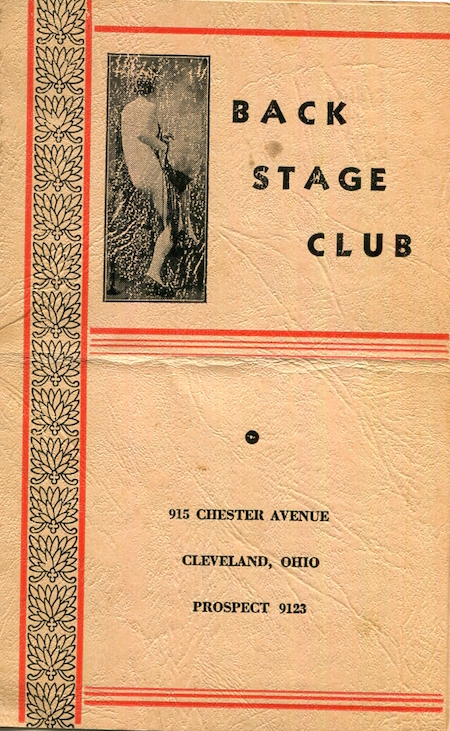 BACK
STAGE
CLUB
915 CHESTER AVENUE
CLEVELAND, OHIO
PROSPECT 9123